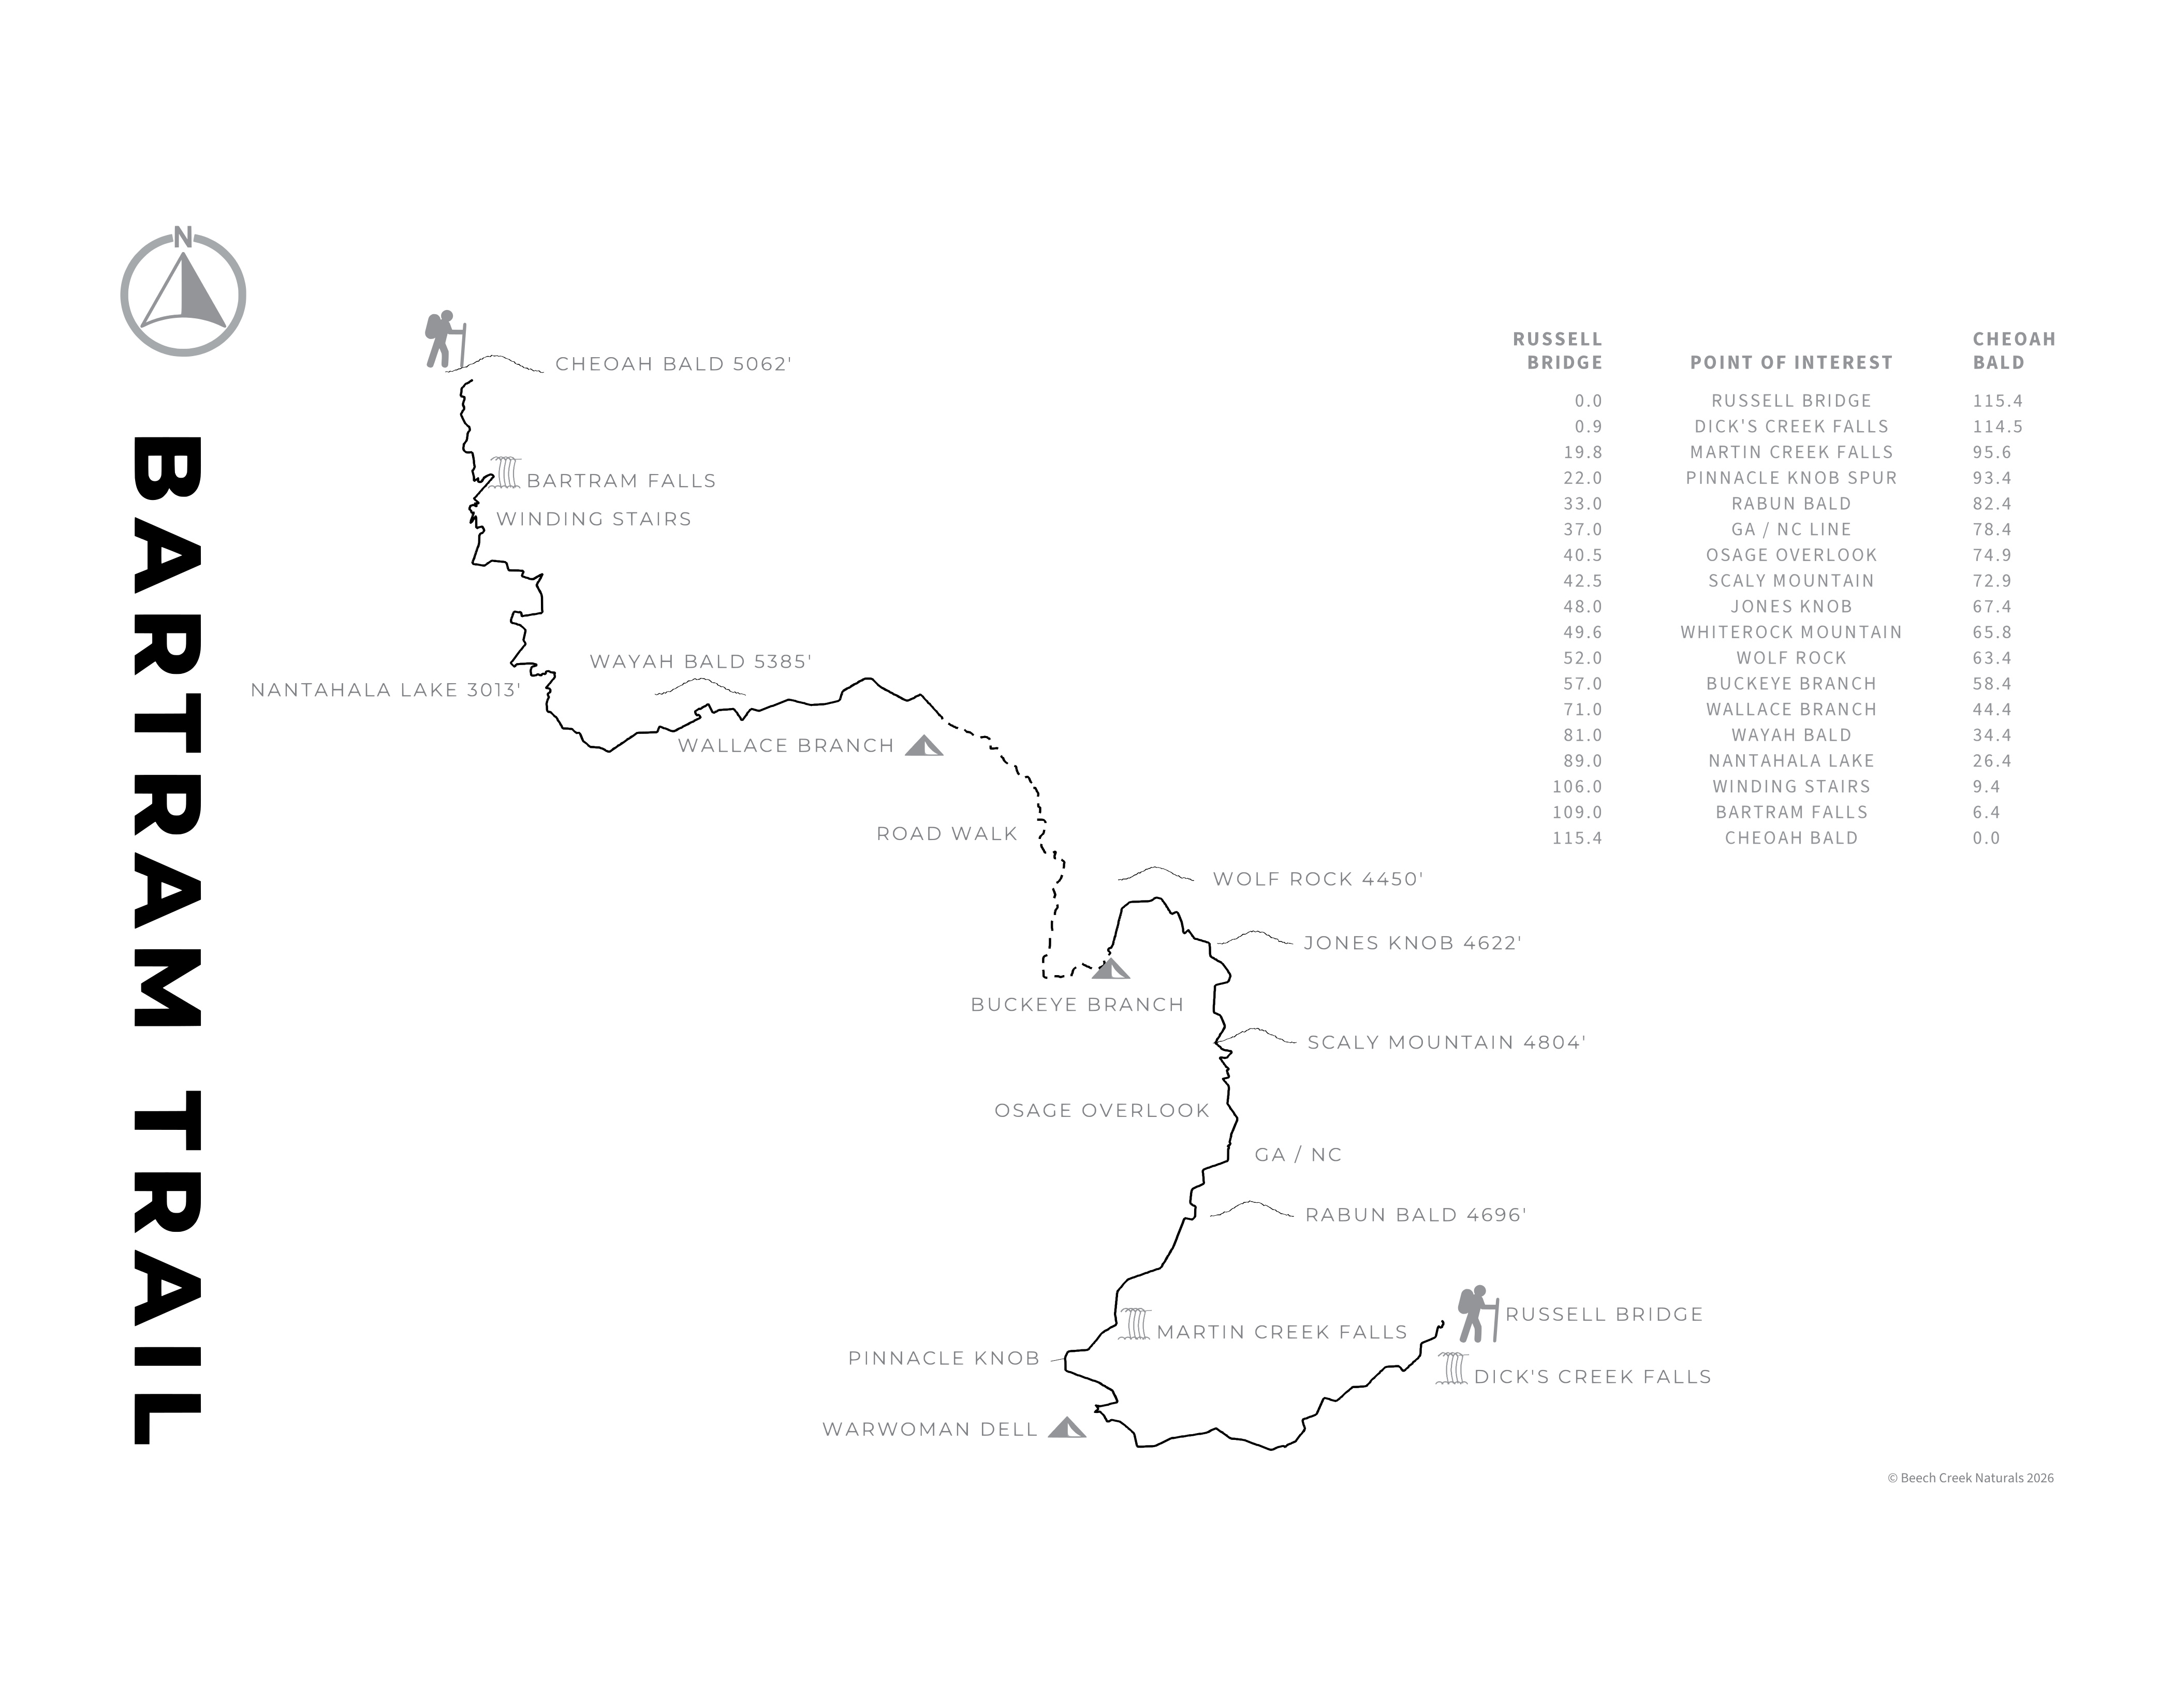 N
BARTRAM TRAIL
CHEOAH BALD 5062'
BARTRAM FALLS
WINDING STAIRS
WAYAH BALD 5385'
NANTAHALA LAKE 3013'
WALLACE BRANCH
ROAD WALK
WOLF ROCK 4450'
JONES KNOB 4622'
BUCKEYE BRANCH
SCALY MOUNTAIN 4804'
OSAGE OVERLOOK
GA / NC
RABUN BALD 4696'
RUSSELL BRIDGE
MARTIN CREEK FALLS
PINNACLE KNOB
DICK'S CREEK FALLS
WARWOMAN DELL
RUSSELL CHEOAH
BRIDGE POINT OF INTEREST BALD
0.0 RUSSELL BRIDGE 115.4
0.9 DICK'S CREEK FALLS 114.5
19.8 MARTIN CREEK FALLS 95.6
22.0 PINNACLE KNOB SPUR 93.4
33.0 RABUN BALD 82.4
37.0 GA / NC LINE 78.4
40.5 OSAGE OVERLOOK 74.9
42.5 SCALY MOUNTAIN 72.9
48.0 JONES KNOB 67.4
49.6 WHITEROCK MOUNTAIN 65.8
52.0 WOLF ROCK 63.4
57.0 BUCKEYE BRANCH 58.4
71.0 WALLACE BRANCH 44.4
81.0 WAYAH BALD 34.4
89.0 NANTAHALA LAKE 26.4
106.0 WINDING STAIRS 9.4
109.0 BARTRAM FALLS 6.4
115.4 CHEOAH BALD 0.0
© Beech Creek Naturals 2026